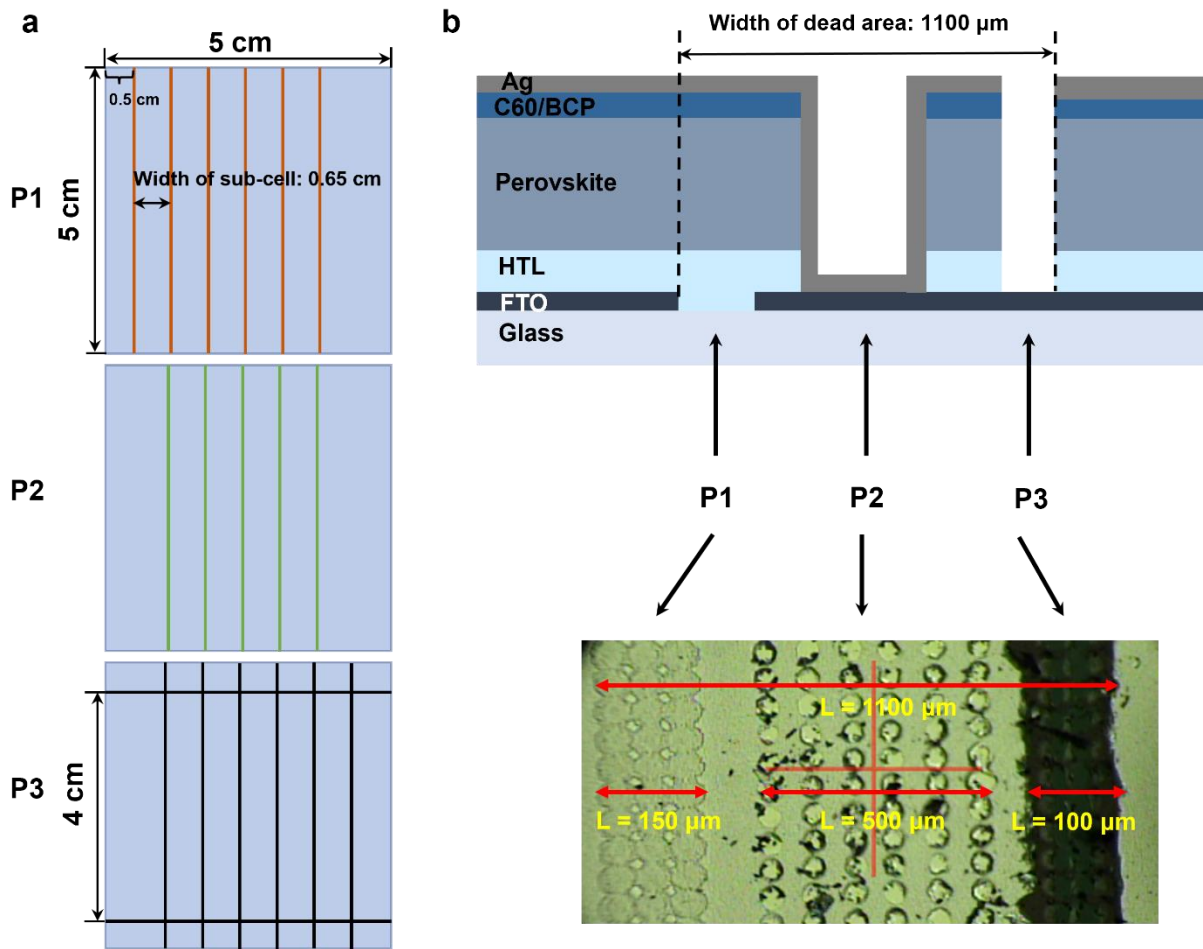 a
5 cm
0.5 cm
Width of sub-cell: 0.65 cm
P1
5 cm
P2
P3
4 cm
b
Width of dead area: 1100 µm
Ag
C60/BCP
Perovskite
HTL
FTO
Glass
P1 P2 P3
L = 1100 µm
L = 150 µm L = 500 µm L = 100 µm